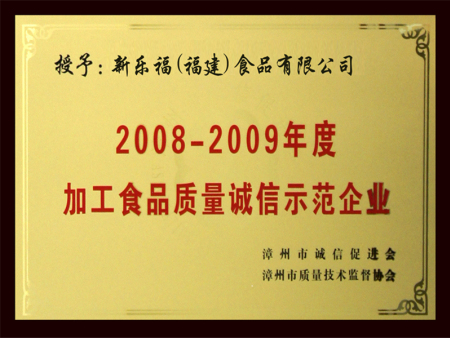 授予：新乐福(福建)食品有限公司
2008-2009年度
加工食品质量诚信示范企业
漳州市诚信促进会
漳州市质量技术监督协会